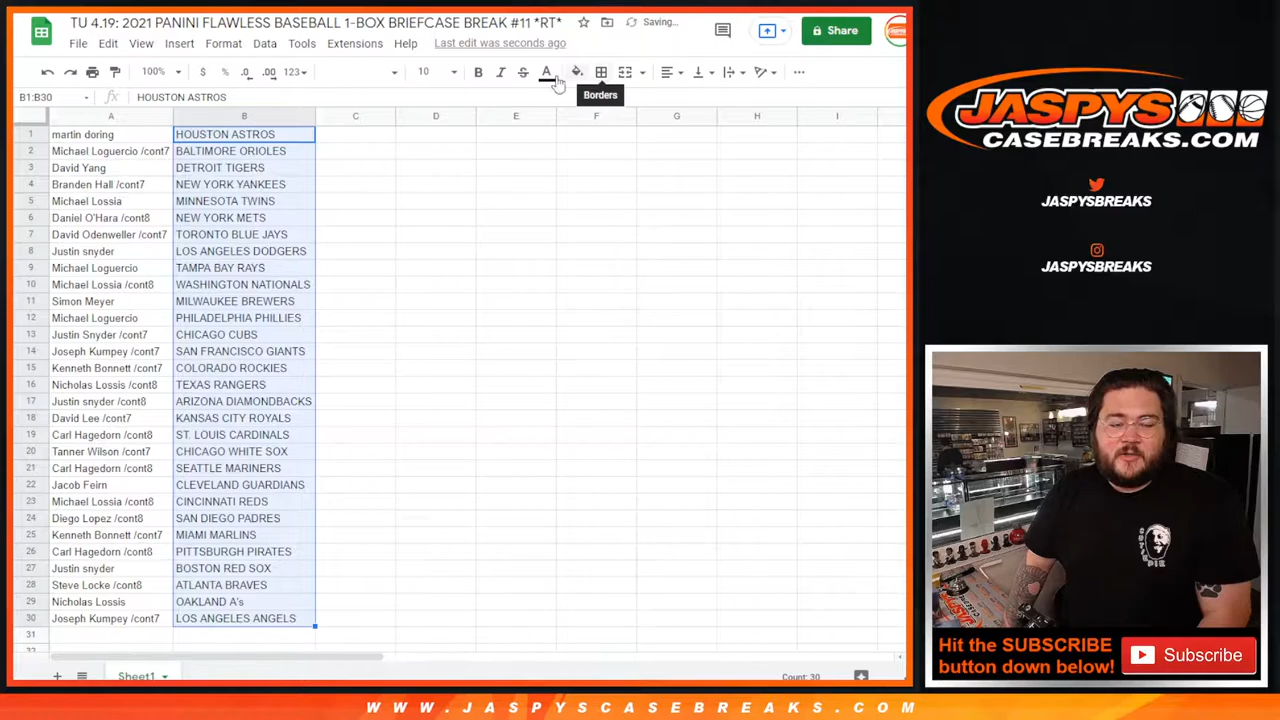 TU 4.19: 2021 PANINI FLAWLESS BASEBALL 1-BOX BRIEFCASE BREAK #11 *RT*
Saving...
File Edit View Insert Format Data Tools Extensions Help Last edit was seconds ago
Share
100% $ % .0 .00 123 10 B I S A
Borders
B1:B30 fx HOUSTON ASTROS
A B C D E F G H I
1 martin doring HOUSTON ASTROS
2 Michael Loguercio /cont7 BALTIMORE ORIOLES
3 David Yang DETROIT TIGERS
4 Branden Hall /cont7 NEW YORK YANKEES
5 Michael Lossia MINNESOTA TWINS
6 Daniel O'Hara /cont8 NEW YORK METS
7 David Odenweller /cont7 TORONTO BLUE JAYS
8 Justin snyder LOS ANGELES DODGERS
9 Michael Loguercio TAMPA BAY RAYS
10 Michael Lossia /cont8 WASHINGTON NATIONALS
11 Simon Meyer MILWAUKEE BREWERS
12 Michael Loguercio PHILADELPHIA PHILLIES
13 Justin Snyder /cont7 CHICAGO CUBS
14 Joseph Kumpey /cont7 SAN FRANCISCO GIANTS
15 Kenneth Bonnett /cont7 COLORADO ROCKIES
16 Nicholas Lossis /cont8 TEXAS RANGERS
17 Justin snyder /cont8 ARIZONA DIAMONDBACKS
18 David Lee /cont7 KANSAS CITY ROYALS
19 Carl Hagedorn /cont8 ST. LOUIS CARDINALS
20 Tanner Wilson /cont7 CHICAGO WHITE SOX
21 Carl Hagedorn /cont8 SEATTLE MARINERS
22 Jacob Feirn CLEVELAND GUARDIANS
23 Michael Lossia /cont8 CINCINNATI REDS
24 Diego Lopez /cont8 SAN DIEGO PADRES
25 Kenneth Bonnett /cont7 MIAMI MARLINS
26 Carl Hagedorn /cont8 PITTSBURGH PIRATES
27 Justin snyder BOSTON RED SOX
28 Steve Locke /cont8 ATLANTA BRAVES
29 Nicholas Lossis OAKLAND A's
30 Joseph Kumpey /cont7 LOS ANGELES ANGELS
31
Sheet1
Count: 30
JASPYS
CASEBREAKS.COM
JASPYSBREAKS
JASPYSBREAKS
Hit the SUBSCRIBE
button down below!
Subscribe
WWW.JASPYSCASEBREAKS.COM